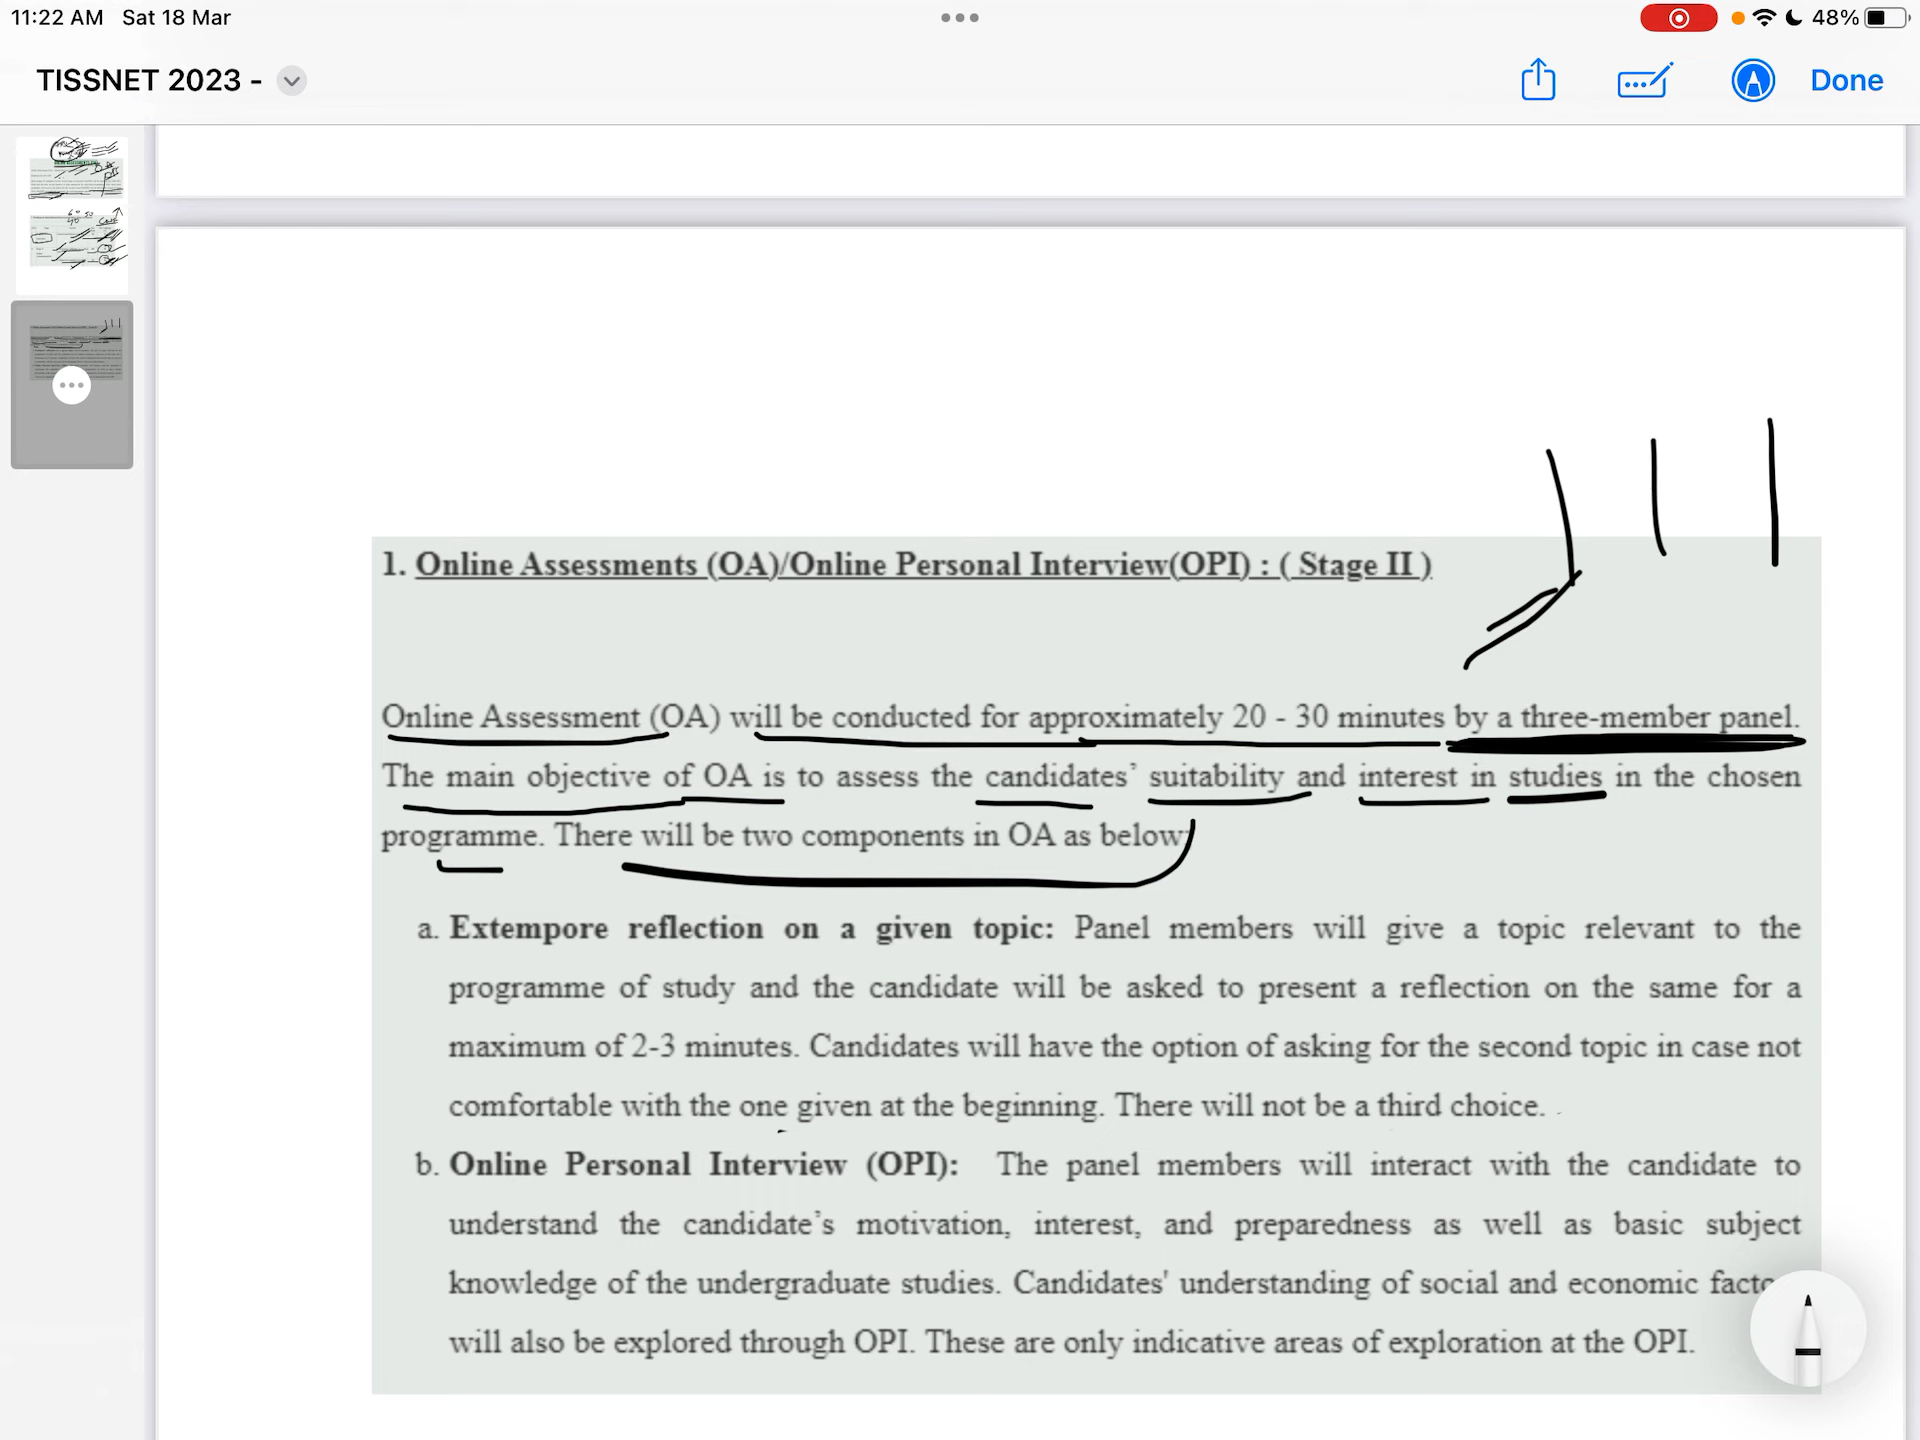 11:22 AM Sat 18 Mar
48%
TISSNET 2023 -
Done
1. Online Assessments (OA)/Online Personal Interview(OPI) : ( Stage II )
Online Assessment (OA) will be conducted for approximately 20 - 30 minutes by a three-member panel.
The main objective of OA is to assess the candidates’ suitability and interest in studies in the chosen
programme. There will be two components in OA as below:
a. Extempore reflection on a given topic: Panel members will give a topic relevant to the
programme of study and the candidate will be asked to present a reflection on the same for a
maximum of 2-3 minutes. Candidates will have the option of asking for the second topic in case not
comfortable with the one given at the beginning. There will not be a third choice.
b. Online Personal Interview (OPI): The panel members will interact with the candidate to
understand the candidate’s motivation, interest, and preparedness as well as basic subject
knowledge of the undergraduate studies. Candidates' understanding of social and economic facto
will also be explored through OPI. These are only indicative areas of exploration at the OPI.